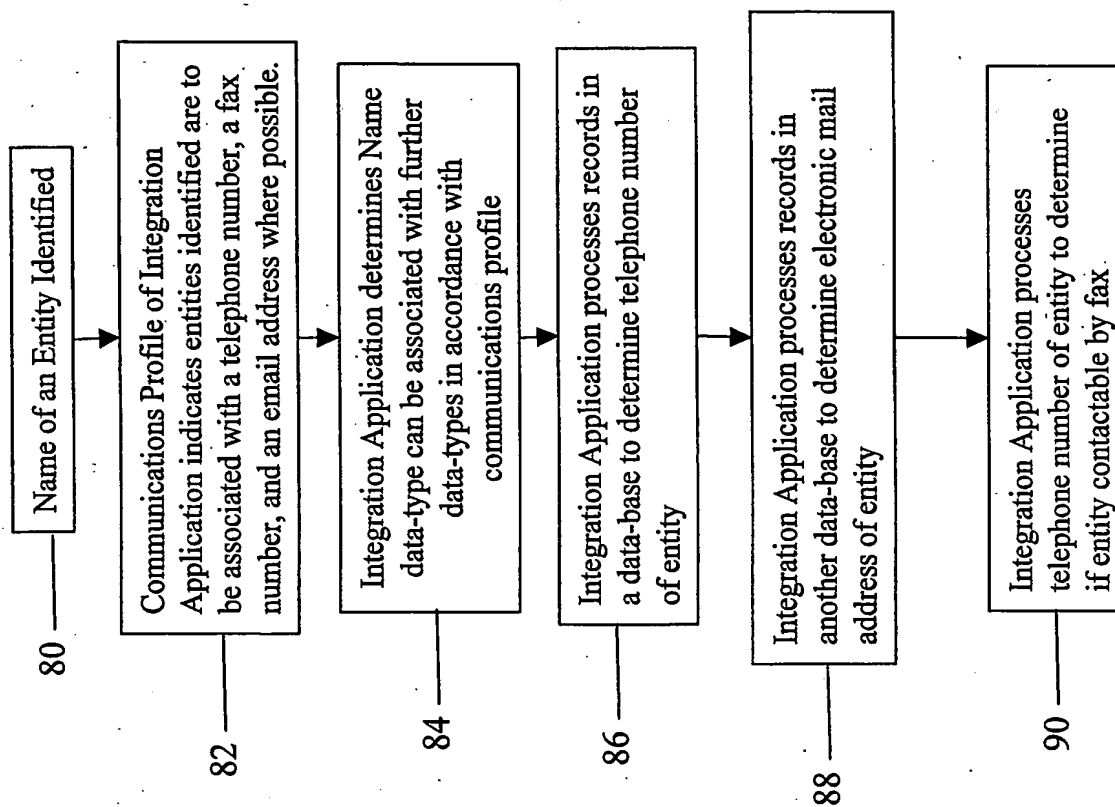 80
Name of an Entity Identified
82
Communications Profile of Integration
Application indicates entities identified are to
be associated with a telephone number, a fax
number, and an email address where possible.
84
Integration Application determines Name
data-type can be associated with further
data-types in accordance with
communications profile
86
Integration Application processes records in
a data-base to determine telephone number
of entity
88
Integration Application processes records in
another data-base to determine electronic mail
address of entity
90
Integration Application processes
telephone number of entity to determine
if entity contactable by fax